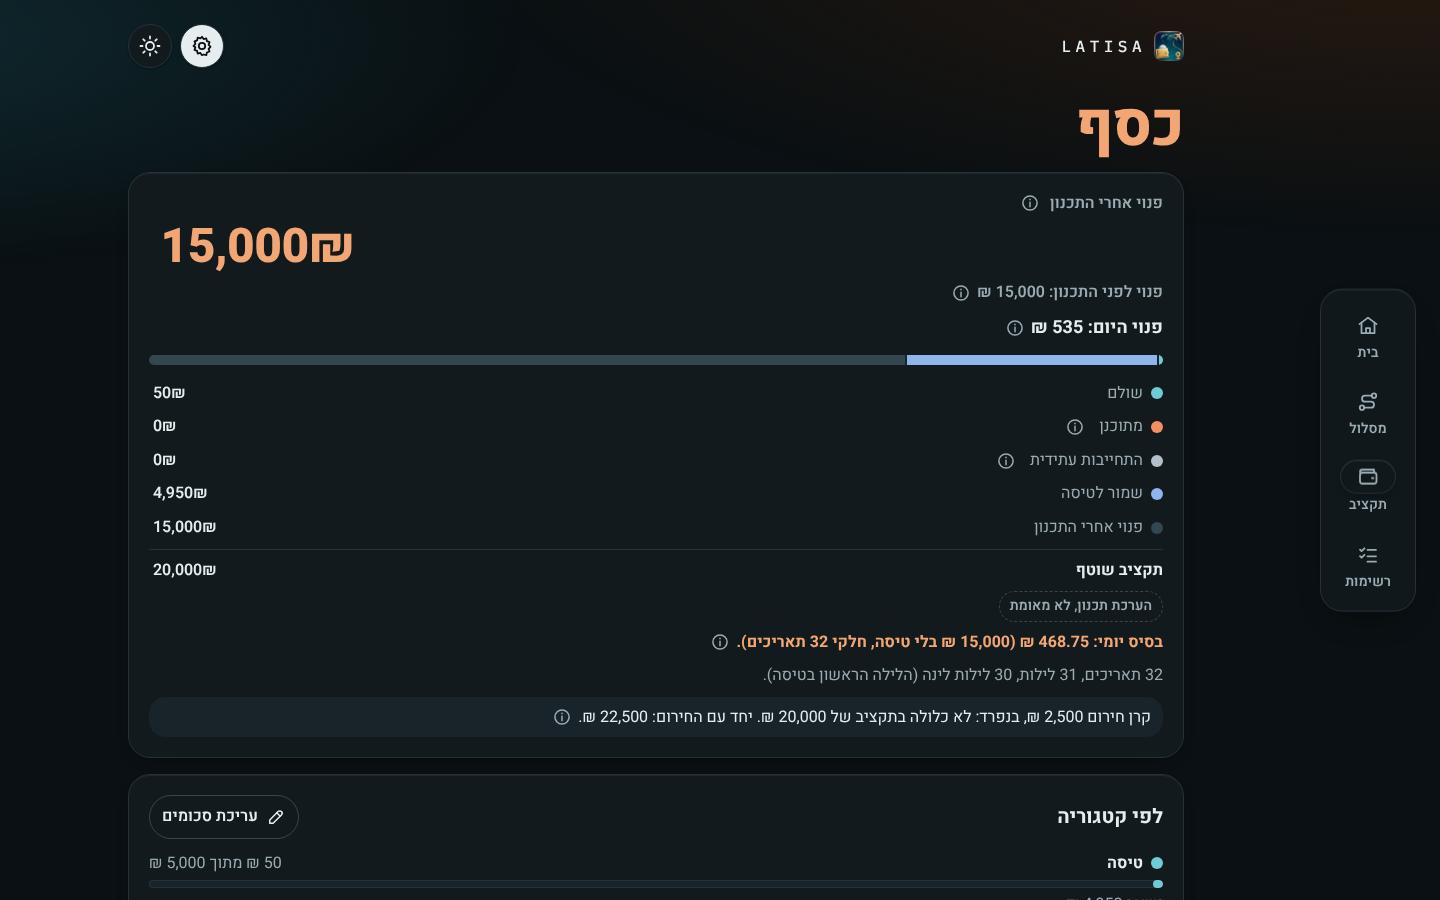 LATISA
כסף
פנוי אחרי התכנון
15,000₪
פנוי לפני התכנון: 15,000 ₪
פנוי היום: 535 ₪
שולם 50₪
מתוכנן 0₪
התחייבות עתידית 0₪
שמור לטיסה 4,950₪
פנוי אחרי התכנון 15,000₪
תקציב שוטף 20,000₪
הערכת תכנון, לא מאומת
בסיס יומי: 468.75 ₪ (15,000 ₪ בלי טיסה, חלקי 32 תאריכים).
32 תאריכים, 31 לילות, 30 לילות לינה (הלילה הראשון בטיסה).
קרן חירום 2,500 ₪, בנפרד: לא כלולה בתקציב של 20,000 ₪. יחד עם החירום: 22,500 ₪.
לפי קטגוריה
עריכת סכומים
טיסה
50 ₪ מתוך 5,000 ₪
בית
מסלול
תקציב
רשימות